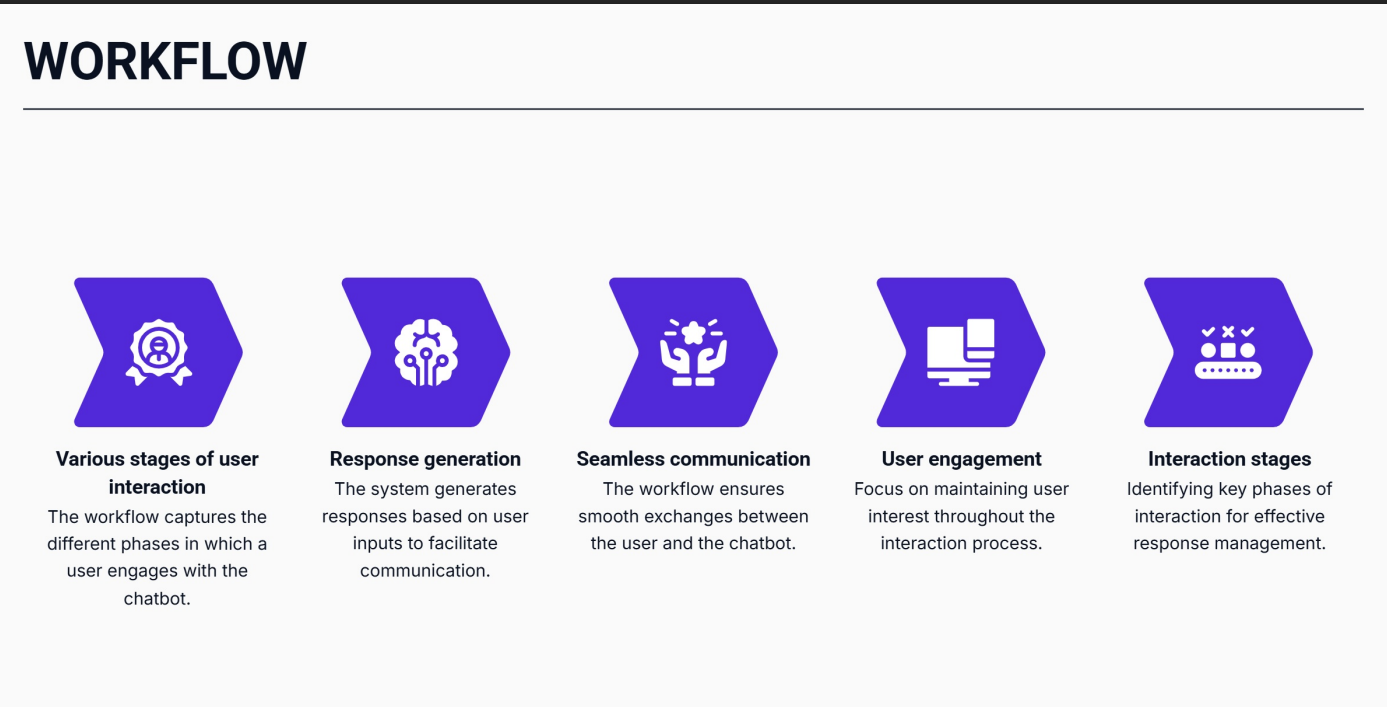 WORKFLOW
Various stages of user
interaction
The workflow captures the
different phases in which a
user engages with the
chatbot.
Response generation
The system generates
responses based on user
inputs to facilitate
communication.
Seamless communication
The workflow ensures
smooth exchanges between
the user and the chatbot.
User engagement
Focus on maintaining user
interest throughout the
interaction process.
Interaction stages
Identifying key phases of
interaction for effective
response management.